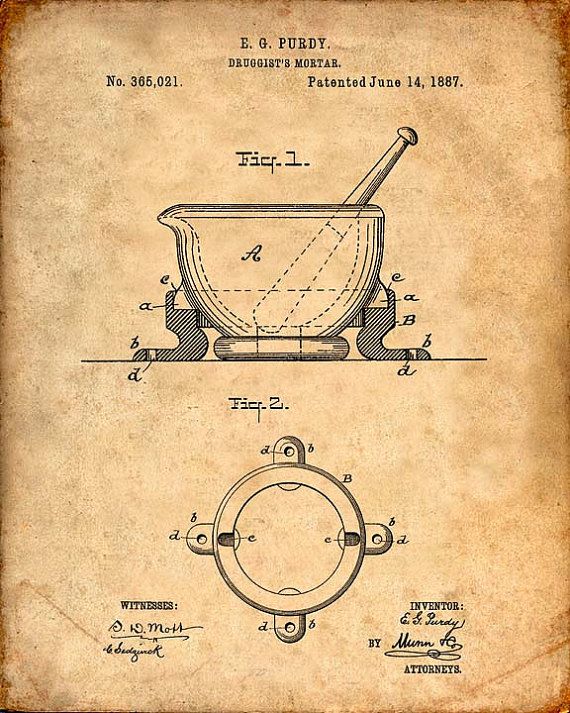 E. G. PURDY.
DRUGGIST'S MORTAR.
No. 365,021. Patented June 14, 1887.
Fig. 1.
A
c c
a a
B
b b
d d
Fig. 2.
d b
B
b b
d e e d
d b
WITNESSES:
S. D. Mott
C. Sedgwick
INVENTOR:
E. G. Purdy
BY Munn & Co
ATTORNEYS.